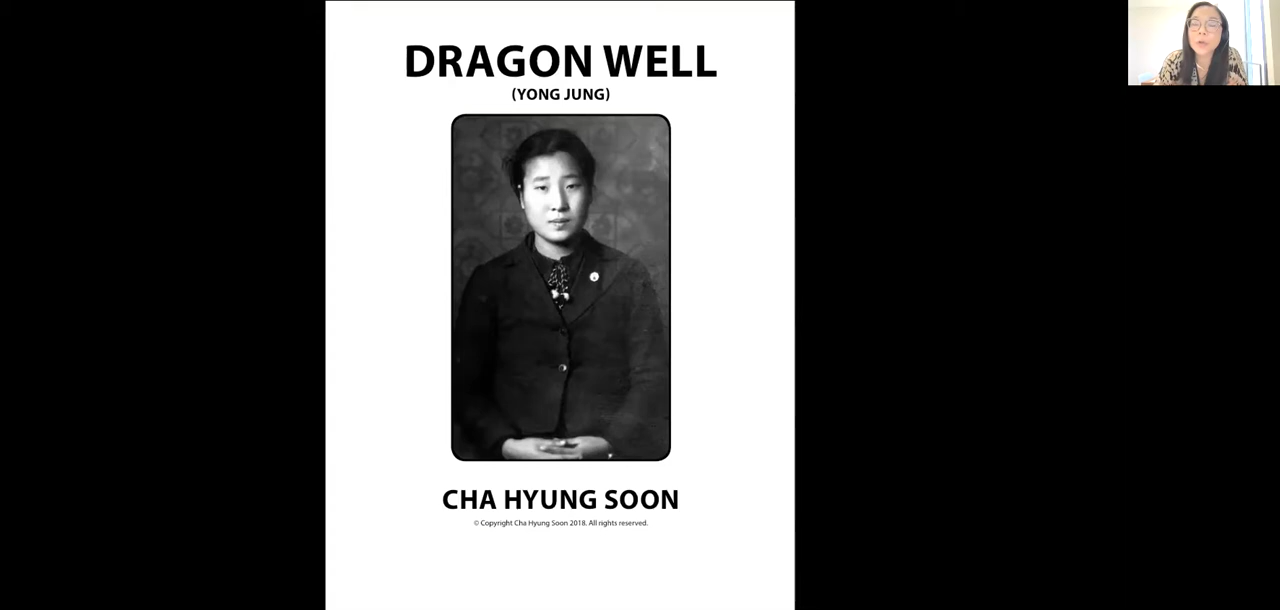 DRAGON WELL
(YONG JUNG)
CHA HYUNG SOON
© Copyright Cha Hyung Soon 2018. All rights reserved.